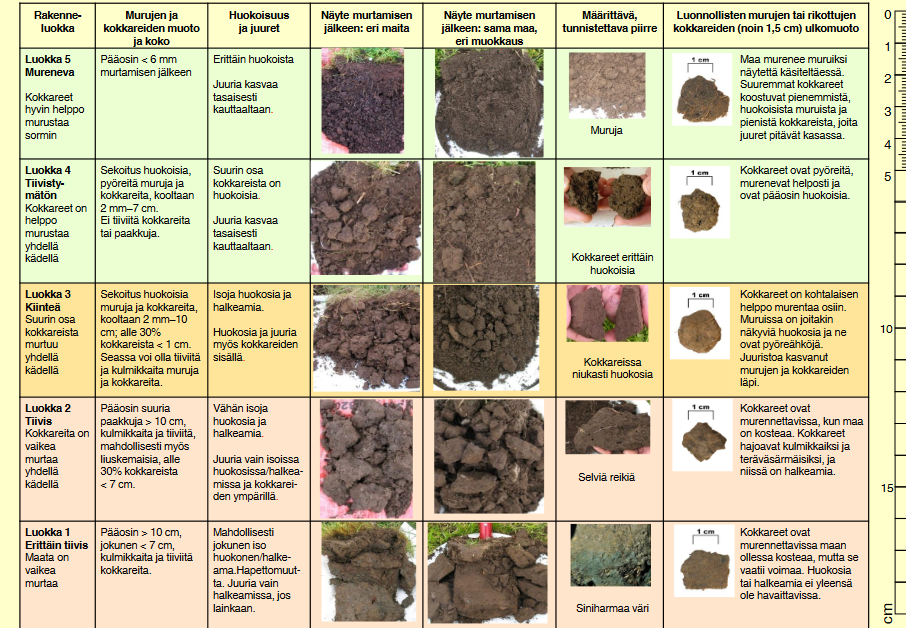 Rakenne-
luokka
Murujen ja
kokkareiden muoto
ja koko
Huokoisuus
ja juuret
Näyte murtamisen
jälkeen: eri maita
Näyte murtamisen
jälkeen: sama maa,
eri muokkaus
Määrittävä,
tunnistettava piirre
Luonnollisten murujen tai rikottujen
kokkareiden (noin 1,5 cm) ulkomuoto
Luokka 5
Mureneva
Kokkareet
hyvin helppo
murustaa
sormin
Pääosin < 6 mm
murtamisen jälkeen
Erittäin huokoista
Juuria kasvaa
tasaisesti
kauttaaltaan.
Muruja
1 cm
Maa murenee muruiksi
näytettä käsiteltäessä.
Suuremmat kokkareet
koostuvat pienemmistä,
huokoisista muruista ja
pienistä kokkareista, joita
juuret pitävät kasassa.
Luokka 4
Tiivisty-
mätön
Kokkareet on
helppo
murustaa
yhdellä
kädellä
Sekoitus huokoisia,
pyöreitä muruja ja
kokkareita, kooltaan
2 mm–7 cm.
Ei tiiviitä kokkareita
tai paakkuja.
Suurin osa
kokkareista on
huokoisia.
Juuria kasvaa
tasaisesti
kauttaaltaan.
Kokkareet erittäin
huokoisia
1 cm
Kokkareet ovat pyöreitä,
murenevat helposti ja
ovat pääosin huokoisia.
Luokka 3
Kiinteä
Suurin osa
kokkareista
murtuu
yhdellä
kädellä
Sekoitus huokoisia
muruja ja kokkareita,
kooltaan 2 mm–10
cm; alle 30%
kokkareista < 1 cm.
Seassa voi olla tiiviitä
ja kulmikkaita muruja
ja kokkareita.
Isoja huokosia ja
halkeamia.
Huokosia ja juuria
myös kokkareiden
sisällä.
Kokkareissa
niukasti huokosia
1 cm
Kokkareet on kohtalaisen
helppo murentaa osiin.
Muruissa on joitakin
näkyviä huokosia ja ne
ovat pyöreähköjä.
Juuristoa kasvanut
murujen ja kokkareiden
läpi.
Luokka 2
Tiivis
Kokkareita on
vaikea
murtaa
yhdellä
kädellä
Pääosin suuria
paakkuja > 10 cm,
kulmikkaita ja tiiviitä,
mahdollisesti myös
liuskemaisia, alle
30% kokkareista
< 7 cm.
Vähän isoja
huokosia ja
halkeamia.
Juuria vain isoissa
huokosissa/halkea-
missa ja kokkarei-
den ympärillä.
Selviä reikiä
1 cm
Kokkareet ovat
murennettavissa, kun maa
on kosteaa. Kokkareet
hajoavat kulmikkaiksi ja
teräväsärmäisiksi, ja
niissä on halkeamia.
Luokka 1
Erittäin tiivis
Maata on
vaikea
murtaa
Pääosin > 10 cm,
jokunen < 7 cm,
kulmikkaita ja tiiviitä
kokkareita.
Mahdollisesti
jokunen iso
huokonen/halke-
ama.Hapettomuut-
ta. Juuria vain
halkeamissa, jos
lainkaan.
Siniharmaa väri
1 cm
Kokkareet ovat
murennettavissa maan
ollessa kosteaa, mutta se
vaatii voimaa. Huokosia
tai halkeamia ei yleensä
ole havaittavissa.
0
1
2
3
4
5
10
15
cm